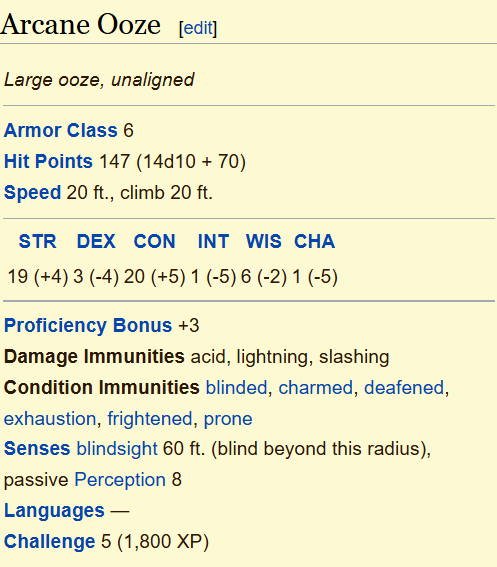 Arcane Ooze [edit]
Large ooze, unaligned
Armor Class 6
Hit Points 147 (14d10 + 70)
Speed 20 ft., climb 20 ft.
STR DEX CON INT WIS CHA
19 (+4) 3 (-4) 20 (+5) 1 (-5) 6 (-2) 1 (-5)
Proficiency Bonus +3
Damage Immunities acid, lightning, slashing
Condition Immunities blinded, charmed, deafened,
exhaustion, frightened, prone
Senses blindsight 60 ft. (blind beyond this radius),
passive Perception 8
Languages —
Challenge 5 (1,800 XP)